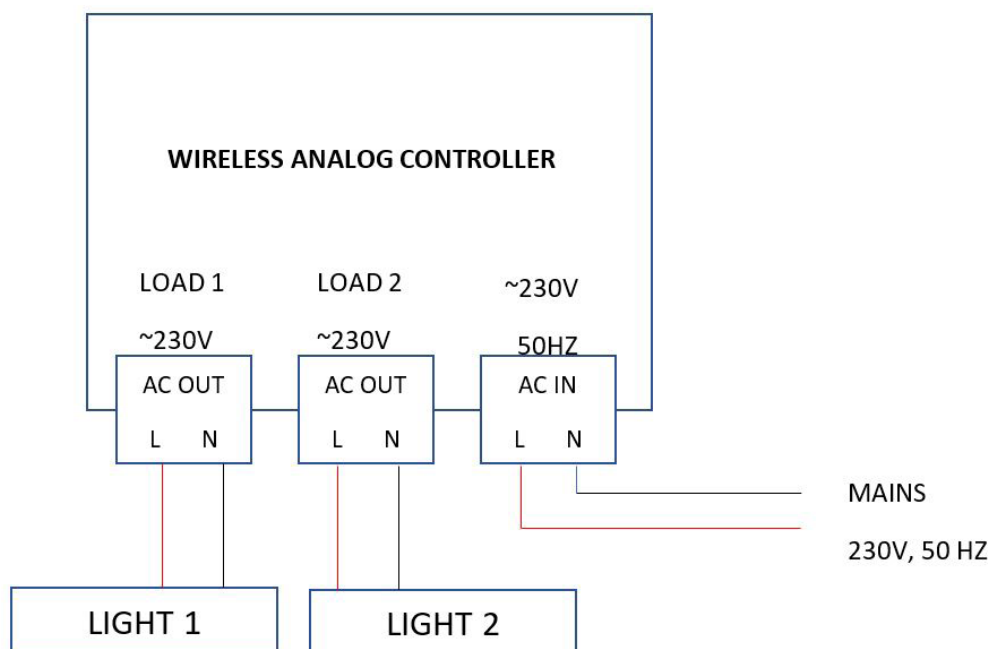 WIRELESS ANALOG CONTROLLER
LOAD 1
~230V
AC OUT
L N
LOAD 2
~230V
AC OUT
L N
~230V
50HZ
AC IN
L N
MAINS
230V, 50 HZ
LIGHT 1
LIGHT 2